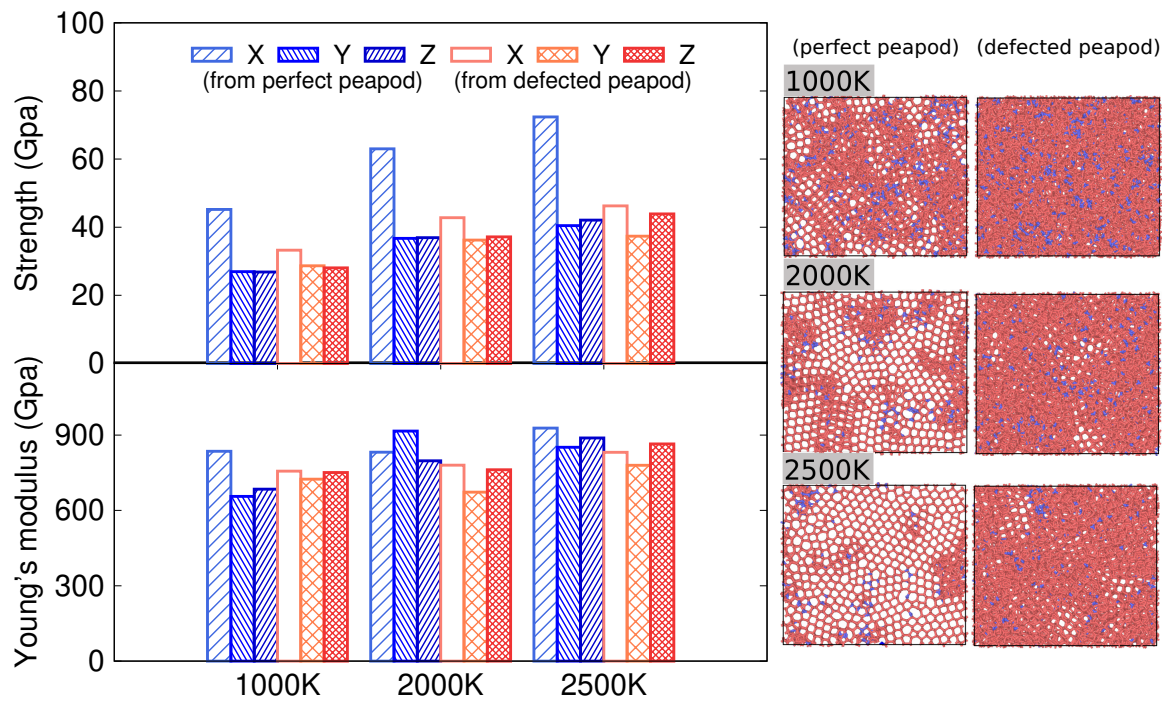 100
80
60
40
20
0
Strength (Gpa)
X Y Z X Y Z
(from perfect peapod) (from defected peapod)
900
600
300
0
Young's modulus (Gpa)
1000K 2000K 2500K
(perfect peapod) (defected peapod)
1000K
2000K
2500K